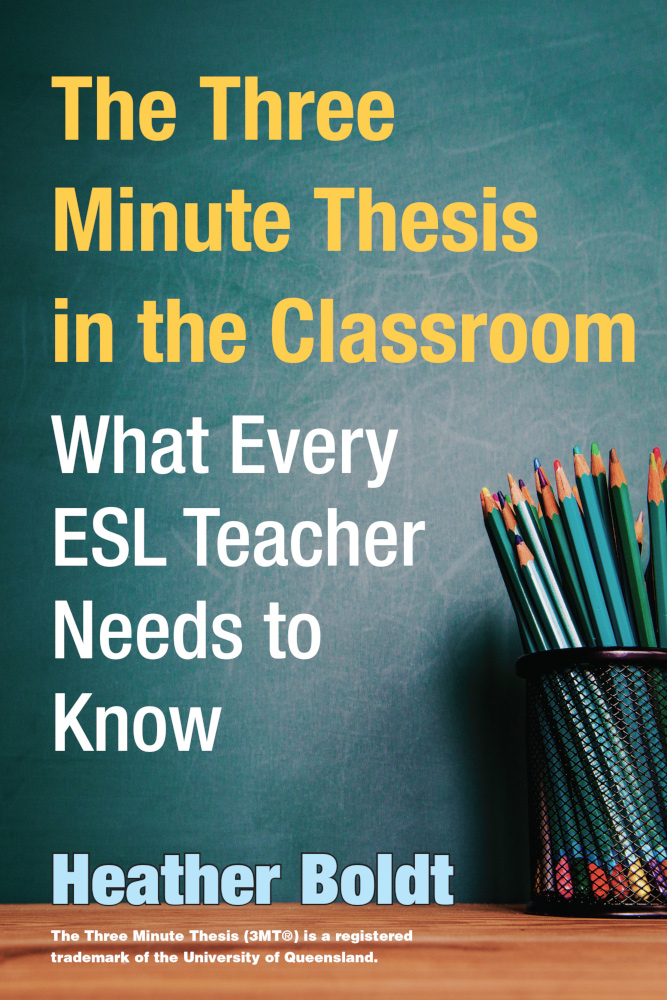 The Three
Minute Thesis
in the Classroom
What Every
ESL Teacher
Needs to
Know
Heather Boldt
The Three Minute Thesis (3MT®) is a registered
trademark of the University of Queensland.